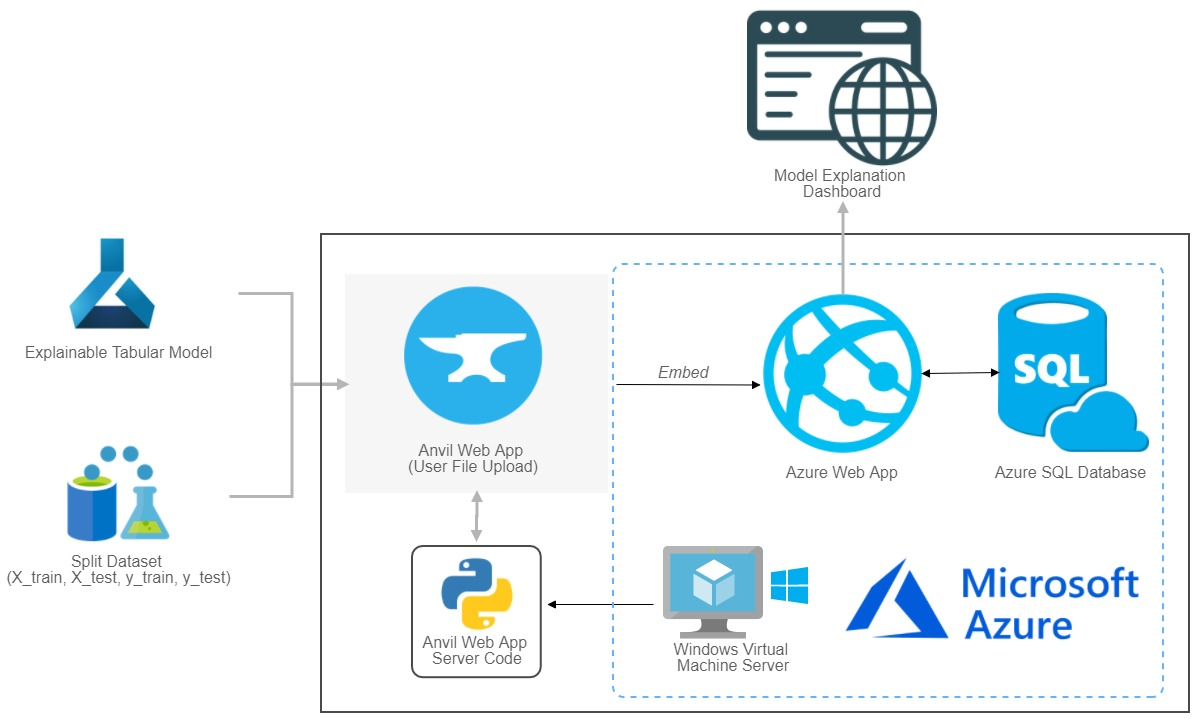 Model Explanation
Dashboard
Explainable Tabular Model
Anvil Web App
(User File Upload)
Embed
SQL
Azure Web App
Azure SQL Database
Split Dataset
(X_train, X_test, y_train, y_test)
Anvil Web App
Server Code
Windows Virtual
Machine Server
Microsoft
Azure